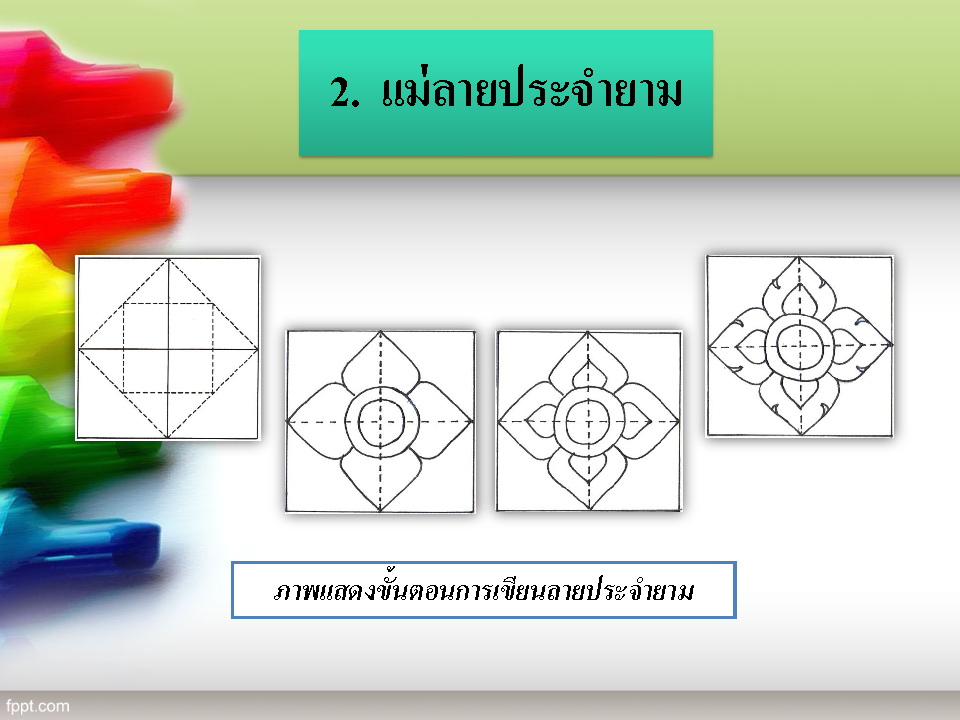 2. แม่ลายประจำยาม
ภาพแสดงขั้นตอนการเขียนลายประจำยาม
fppt.com